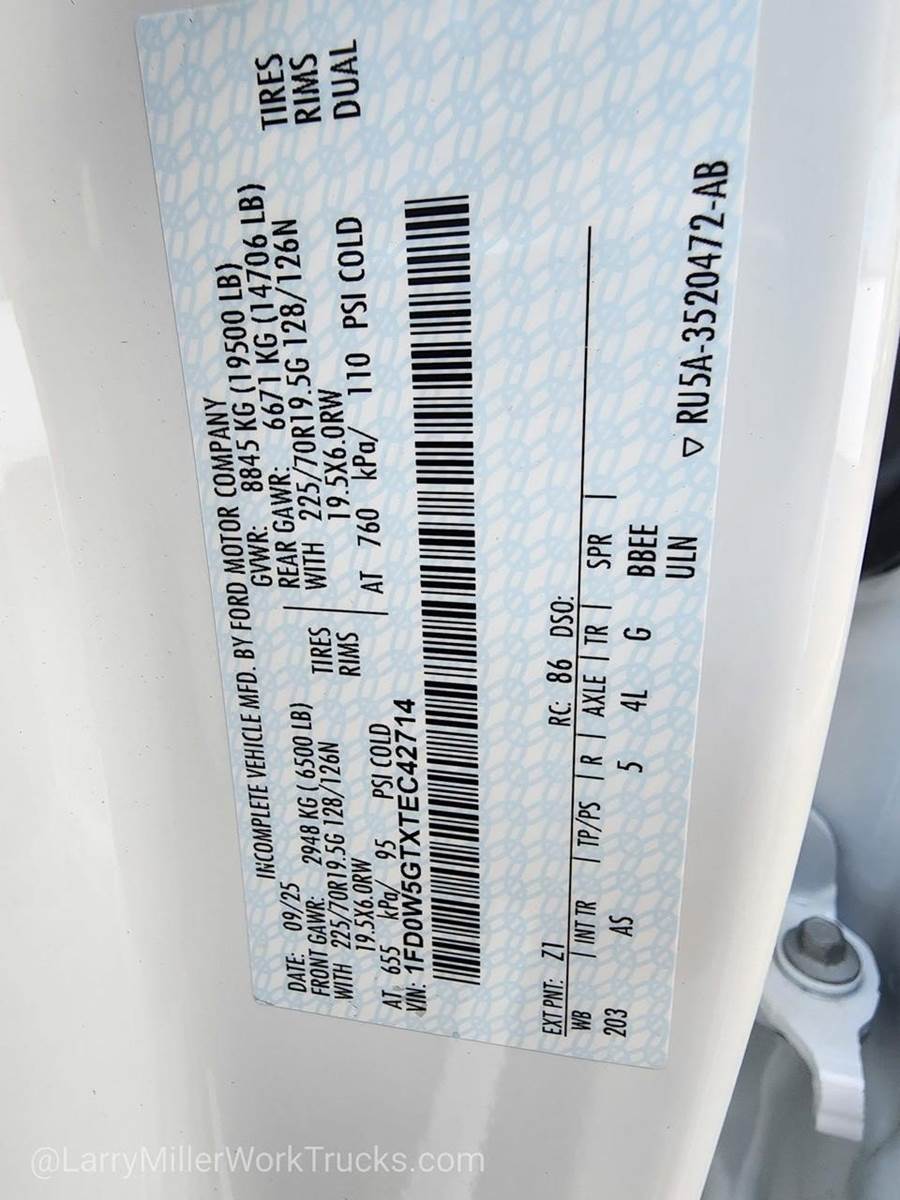 INCOMPLETE VEHICLE MFD. BY FORD MOTOR COMPANY
DATE: 09/25 GVWR: 8845 KG (19500 LB)
FRONT GAWR: 2948 KG ( 6500 LB) REAR GAWR: 6671 KG (14706 LB)
WITH 225/70R19.5G 128/126N TIRES WITH 225/70R19.5G 128/126N TIRES
19.5X6.0RW RIMS 19.5X6.0RW RIMS
AT 655 kPa/ 95 PSI COLD AT 760 kPa/ 110 PSI COLD DUAL
VIN: 1FD0W5GTXTEC42714
EXT PNT: Z1 RC: 86 DSO:
WB | INT TR | TP/PS | R | AXLE | TR | SPR |
203 AS 5 4L G BBEE
ULN
▽ RU5A-3520472-AB
@LarryMillerWorkTrucks.com